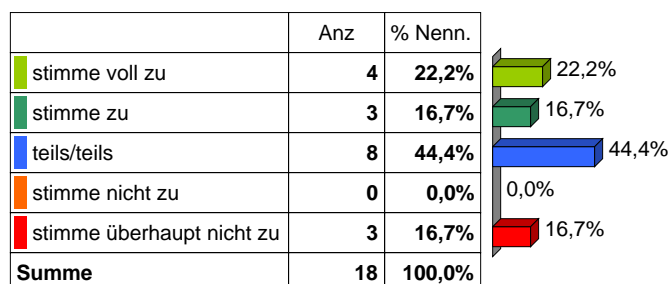 Anz % Nenn.
stimme voll zu 4 22,2% 22,2%
stimme zu 3 16,7% 16,7%
teils/teils 8 44,4% 44,4%
stimme nicht zu 0 0,0% 0,0%
stimme überhaupt nicht zu 3 16,7% 16,7%
Summe 18 100,0%